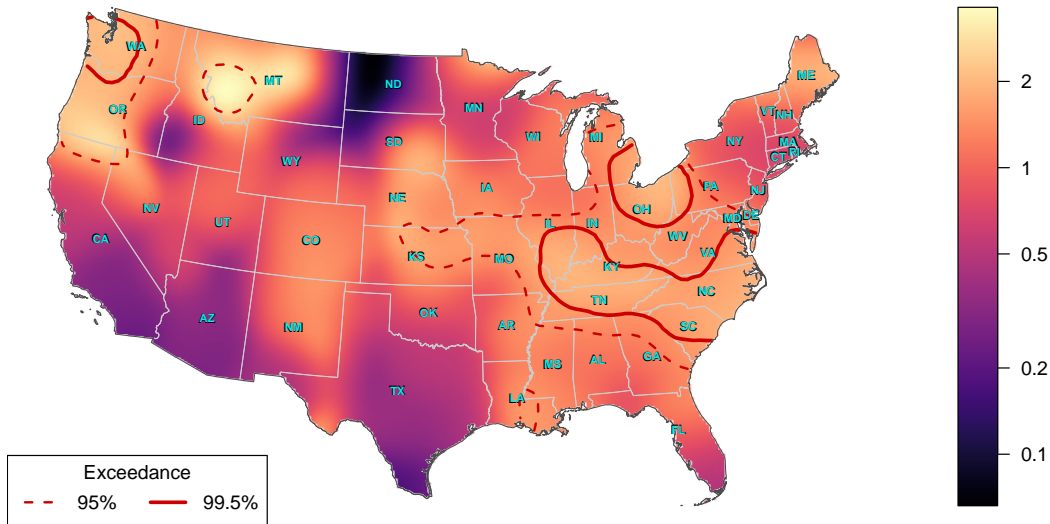 WA
MT
ND
ME
2
OR
ID
MN
VT
NH
SD
WI
MI
NY
MA
RI
CT
WY
1
NE
IA
PA
NJ
NV
UT
IL
IN
OH
MD
DE
CA
CO
KS
MO
KY
WV
VA
0.5
AZ
NM
OK
TN
NC
AR
SC
MS
AL
GA
0.2
TX
LA
FL
0.1
Exceedance
95%
99.5%